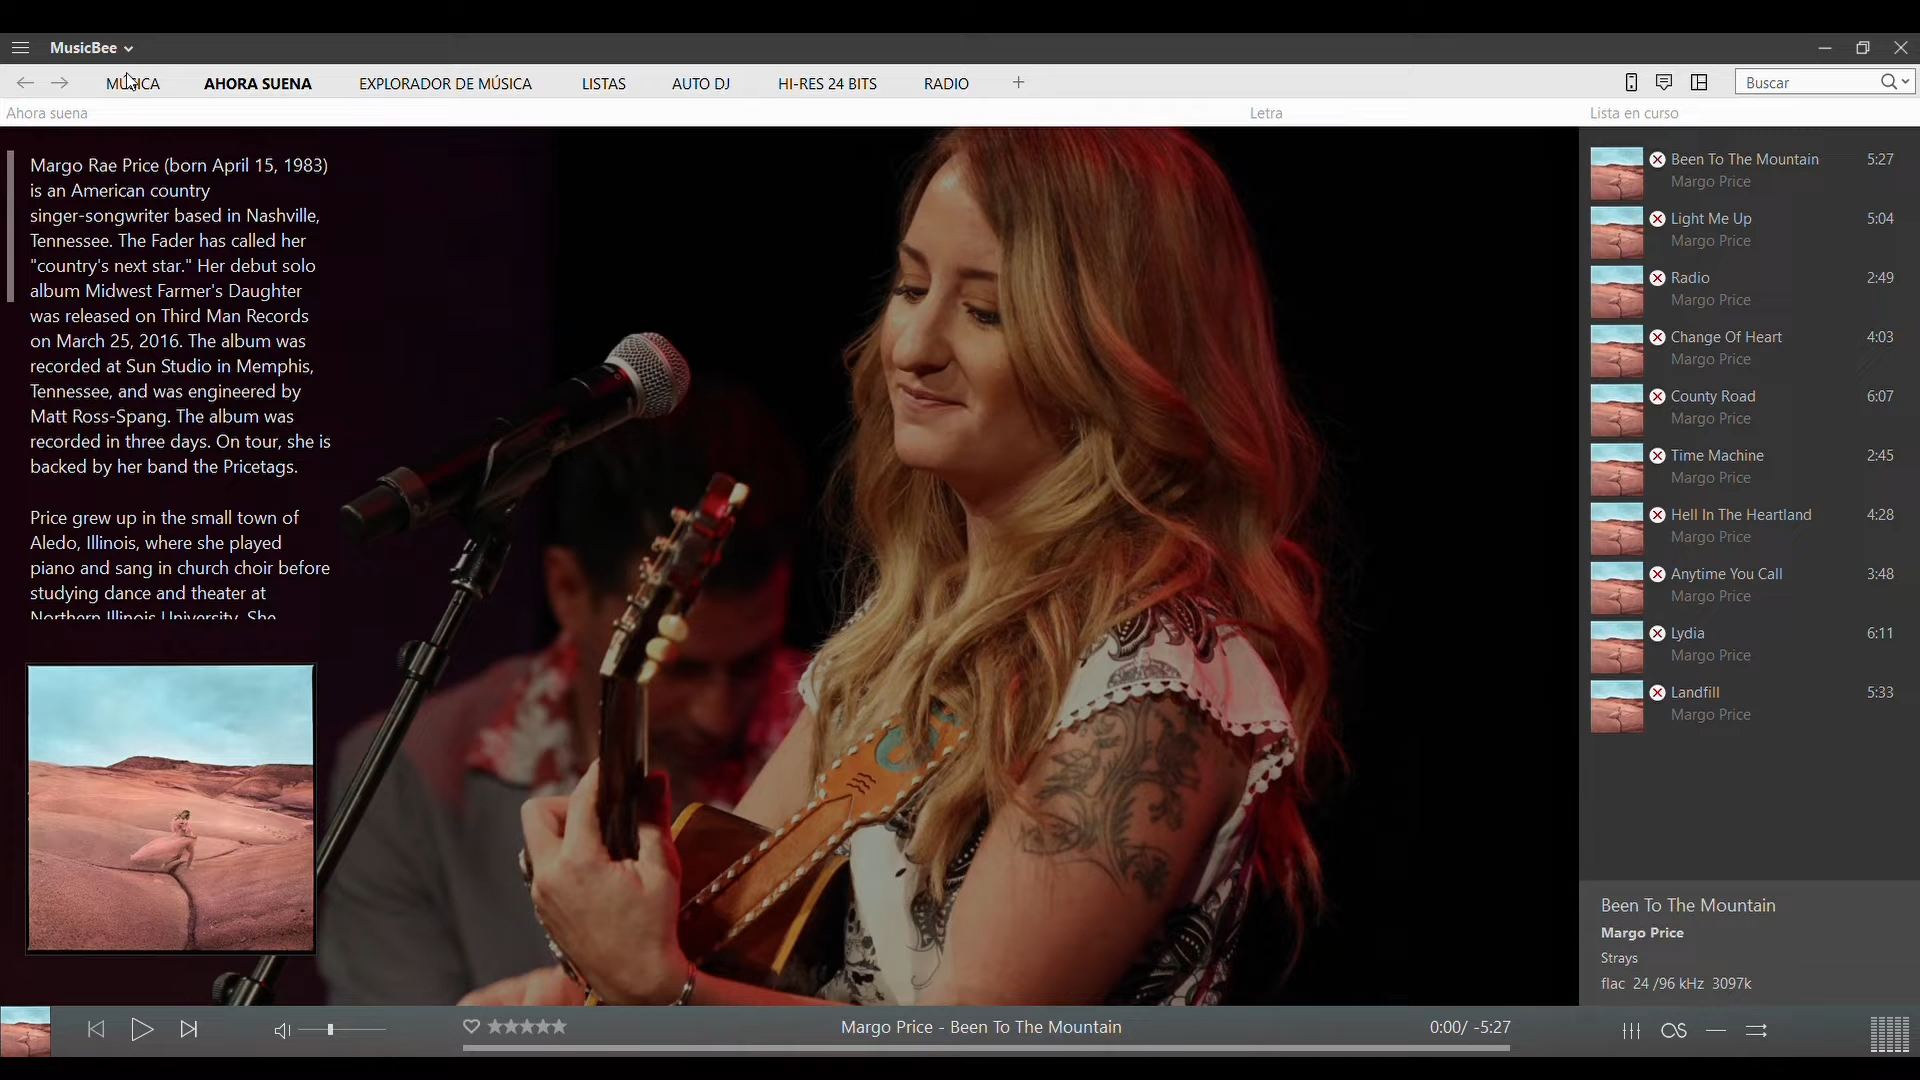 MusicBee
MÚSICA
AHORA SUENA
EXPLORADOR DE MÚSICA
LISTAS
AUTO DJ
HI-RES 24 BITS
RADIO
Buscar
Ahora suena
Letra
Lista en curso
Margo Rae Price (born April 15, 1983)
is an American country
singer-songwriter based in Nashville,
Tennessee. The Fader has called her
"country's next star." Her debut solo
album Midwest Farmer's Daughter
was released on Third Man Records
on March 25, 2016. The album was
recorded at Sun Studio in Memphis,
Tennessee, and was engineered by
Matt Ross-Spang. The album was
recorded in three days. On tour, she is
backed by her band the Pricetags.
Price grew up in the small town of
Aledo, Illinois, where she played
piano and sang in church choir before
studying dance and theater at
Northern Illinois University. She
Been To The Mountain 5:27
Margo Price
Light Me Up 5:04
Margo Price
Radio 2:49
Margo Price
Change Of Heart 4:03
Margo Price
County Road 6:07
Margo Price
Time Machine 2:45
Margo Price
Hell In The Heartland 4:28
Margo Price
Anytime You Call 3:48
Margo Price
Lydia 6:11
Margo Price
Landfill 5:33
Margo Price
Been To The Mountain
Margo Price
Strays
flac 24 /96 kHz 3097k
Margo Price - Been To The Mountain
0:00/ -5:27